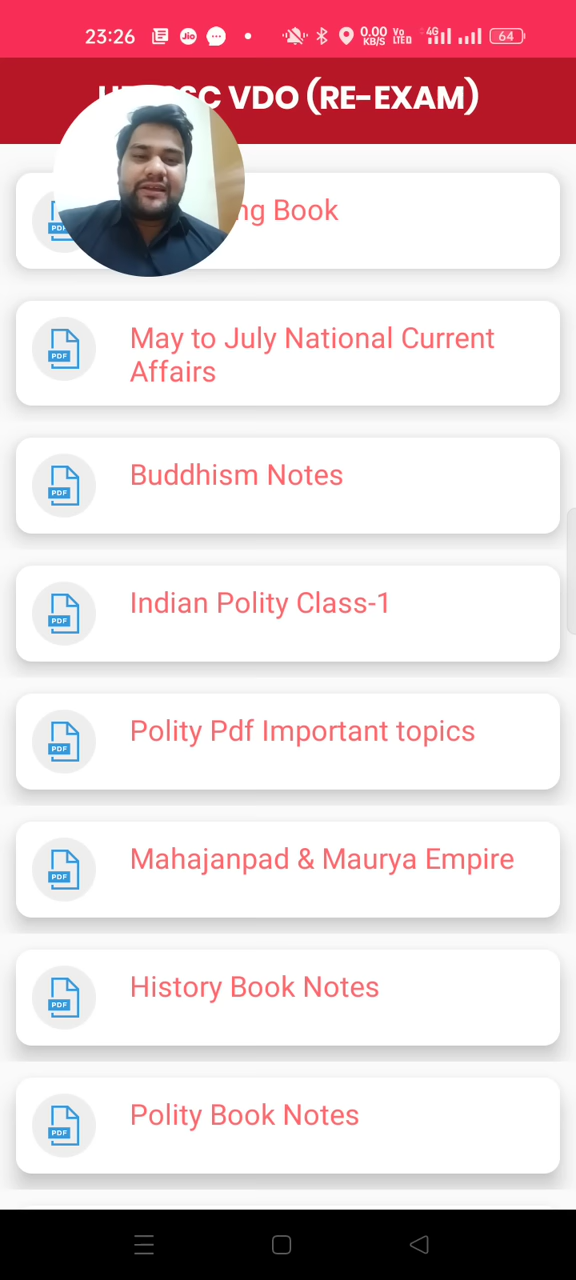 23:26 Jio 0.00 KB/S Vo LTE 4G 64
VDO (RE-EXAM)
Book
PDF
May to July National Current
Affairs
PDF
Buddhism Notes
PDF
Indian Polity Class-1
PDF
Polity Pdf Important topics
PDF
Mahajanpad & Maurya Empire
PDF
History Book Notes
PDF
Polity Book Notes
PDF